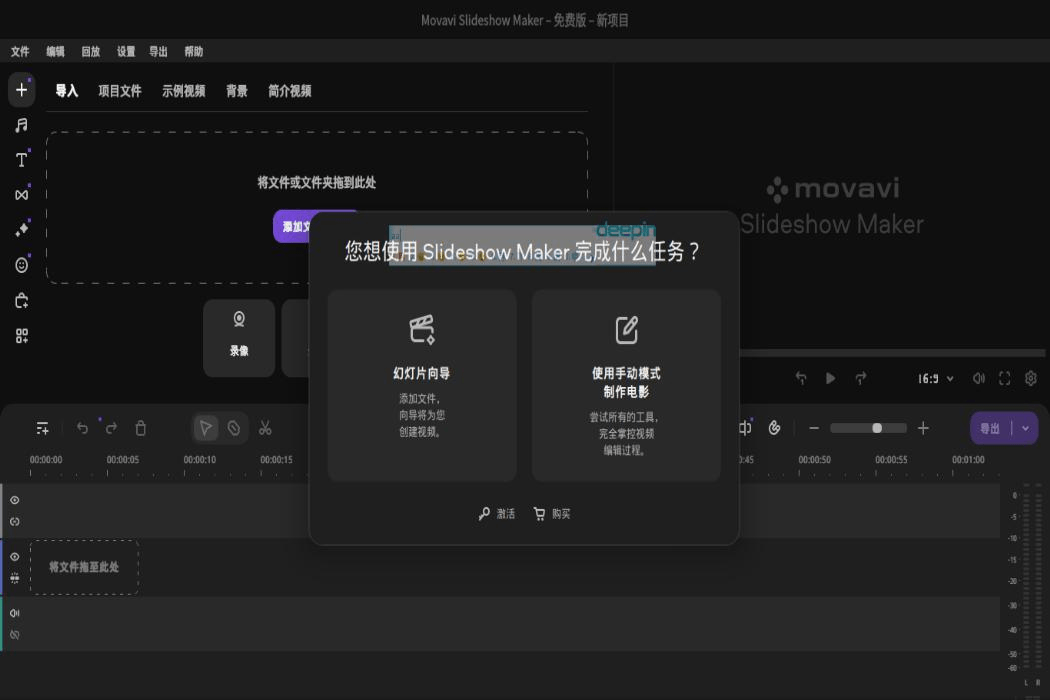 Movavi Slideshow Maker – 免费版 – 新项目
文件 编辑 回放 设置 导出 帮助
导入 项目文件 示例视频 背景 简介视频
将文件或文件夹拖到此处
添加文
movavi
Slideshow Maker
deepin
您想使用 Slideshow Maker 完成什么任务？
录像
幻灯片向导
添加文件，
向导将为您
创建视频。
使用手动模式
制作电影
尝试所有的工具，
完全掌控视频
编辑过程。
激活 购买
16:9
导出
00:00:00 00:00:05 00:00:10 00:00:15 :45 00:00:50 00:00:55 00:01:00
将文件拖至此处
0
-5
-10
-15
-20
-30
-40
-50
-60
L R